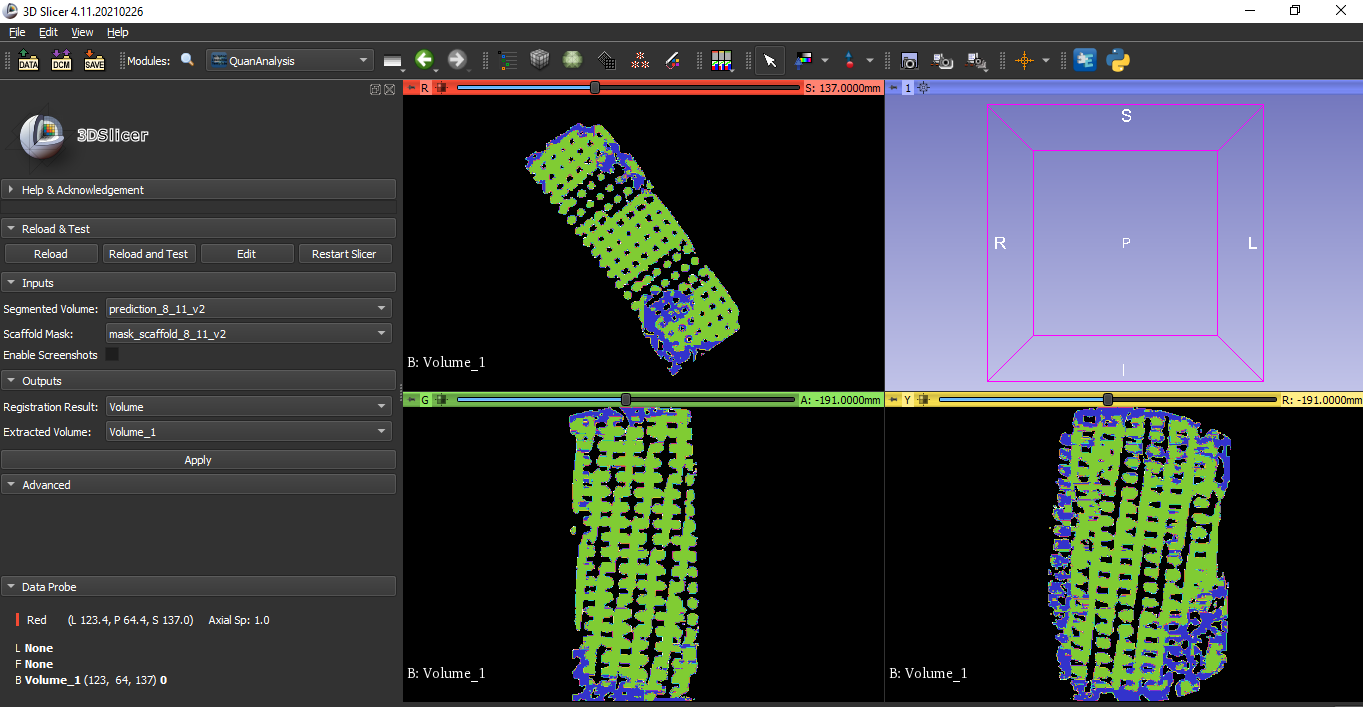 3D Slicer 4.11.20210226
File Edit View Help
DATA DCM SAVE Modules: QuanAnalysis
R S: 137.0000mm 1
3DSlicer
Help & Acknowledgement
Reload & Test
Reload Reload and Test Edit Restart Slicer
Inputs
Segmented Volume: prediction_8_11_v2
Scaffold Mask: mask_scaffold_8_11_v2
Enable Screenshots
Outputs
Registration Result: Volume
Extracted Volume: Volume_1
Apply
Advanced
Data Probe
Red (L 123.4, P 64.4, S 137.0) Axial Sp: 1.0
L None
F None
B Volume_1 (123, 64, 137) 0
B: Volume_1
S
R P L
I
G A: -191.0000mm
B: Volume_1
Y R: -191.0000mm
B: Volume_1